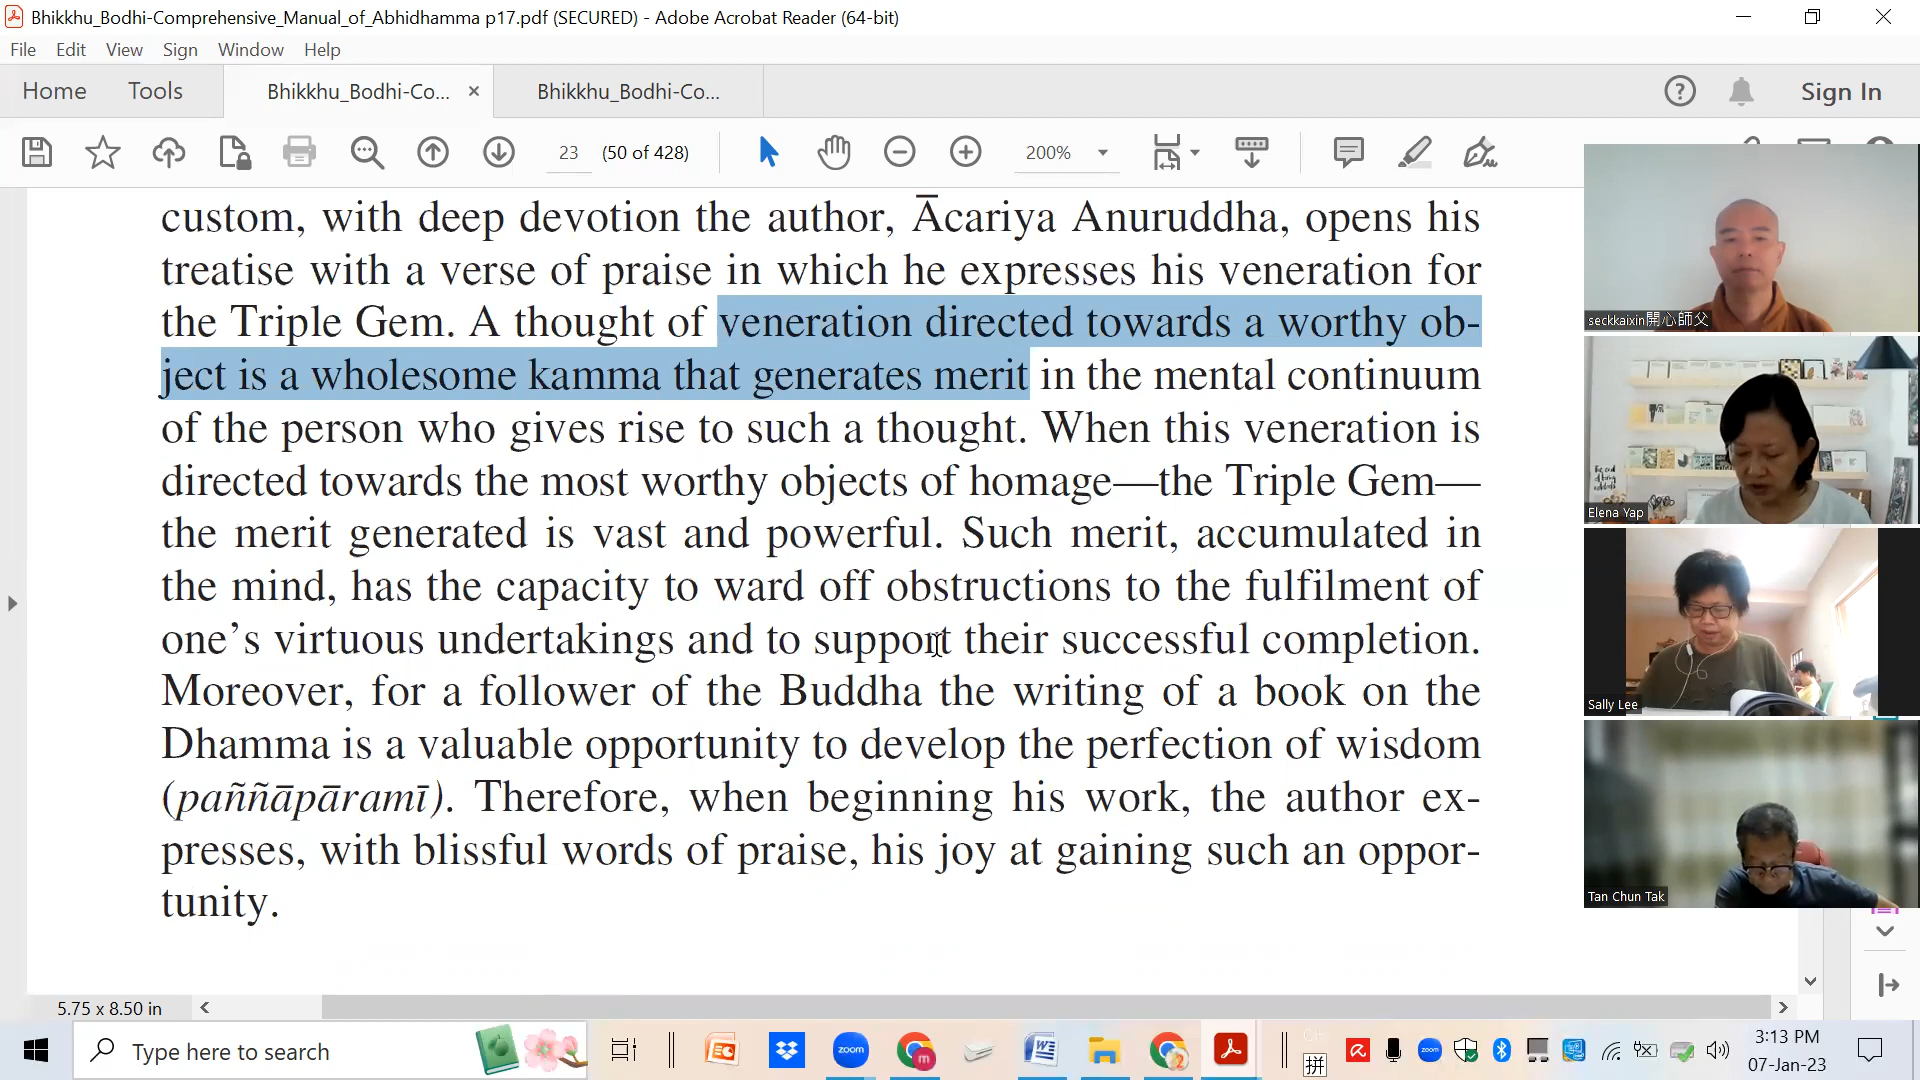 Bhikkhu_Bodhi-Comprehensive_Manual_of_Abhidhamma p17.pdf (SECURED) - Adobe Acrobat Reader (64-bit)
File Edit View Sign Window Help
Home Tools Bhikkhu_Bodhi-Co... × Bhikkhu_Bodhi-Co... Sign In
23 (50 of 428) 200%
custom, with deep devotion the author, Ācariya Anuruddha, opens his
treatise with a verse of praise in which he expresses his veneration for
the Triple Gem. A thought of veneration directed towards a worthy ob-
ject is a wholesome kamma that generates merit in the mental continuum
of the person who gives rise to such a thought. When this veneration is
directed towards the most worthy objects of homage—the Triple Gem—
the merit generated is vast and powerful. Such merit, accumulated in
the mind, has the capacity to ward off obstructions to the fulfilment of
one’s virtuous undertakings and to support their successful completion.
Moreover, for a follower of the Buddha the writing of a book on the
Dhamma is a valuable opportunity to develop the perfection of wisdom
(paññāpāramī). Therefore, when beginning his work, the author ex-
presses, with blissful words of praise, his joy at gaining such an oppor-
tunity.
seckkaixin開心師父
Elena Yap
Sally Lee
Tan Chun Tak
5.75 x 8.50 in
Type here to search
zoom
zoom
拼
3:13 PM
07-Jan-23